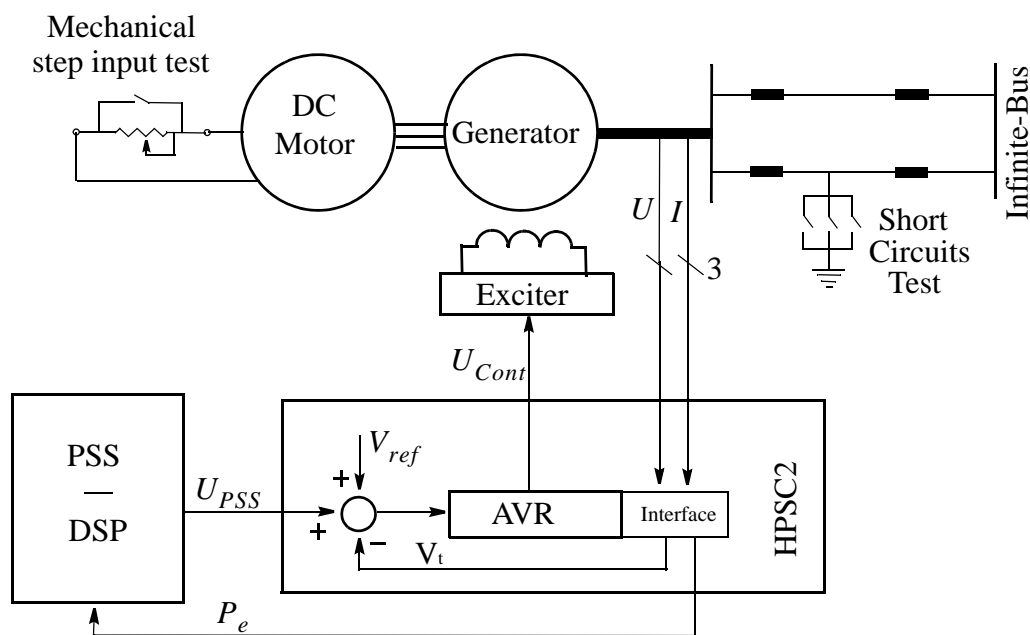 Mechanical
step input test
DC
Motor
Generator
Infinite-Bus
U
I
3
Short
Circuits
Test
Exciter
U_Cont
PSS
DSP
U_PSS
V_ref
+
+
−
AVR
Interface
HPSC2
V_t
P_e